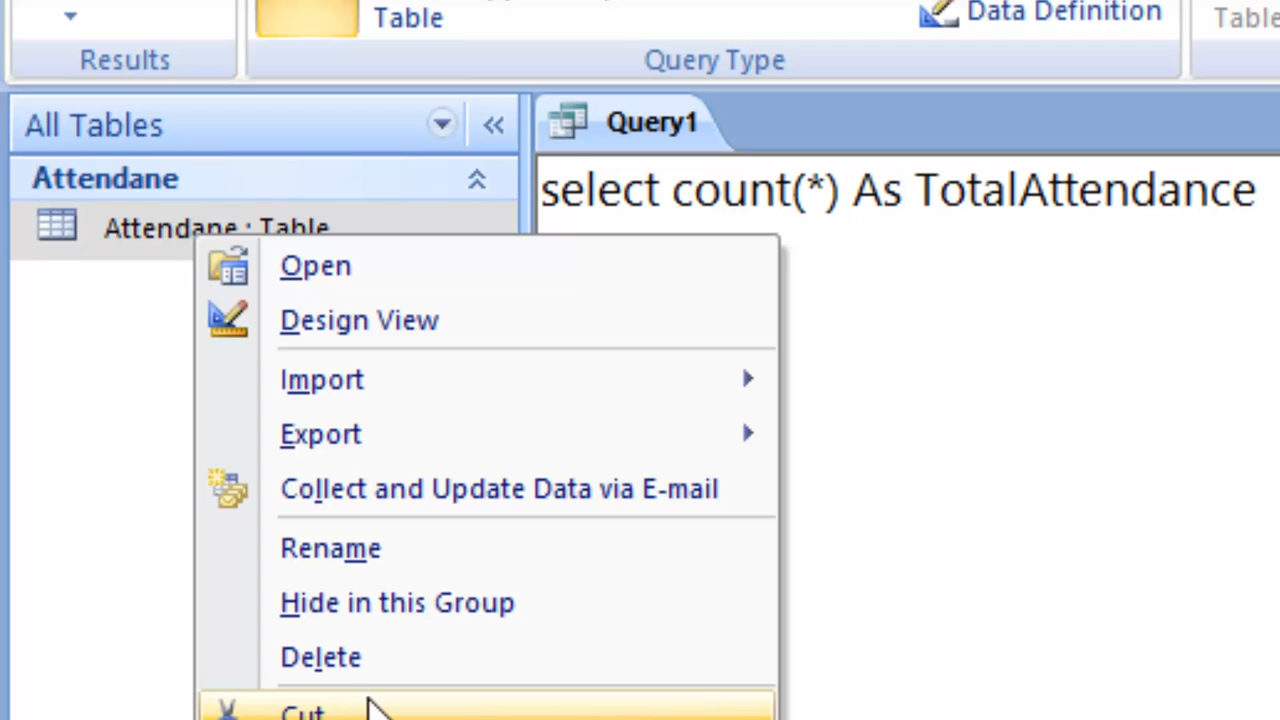 Table
Data Definition
Table
Results
Query Type
All Tables
Query1
Attendane
select count(*) As TotalAttendance
Attendane : Table
Open
Design View
Import
Export
Collect and Update Data via E-mail
Rename
Hide in this Group
Delete
Cut